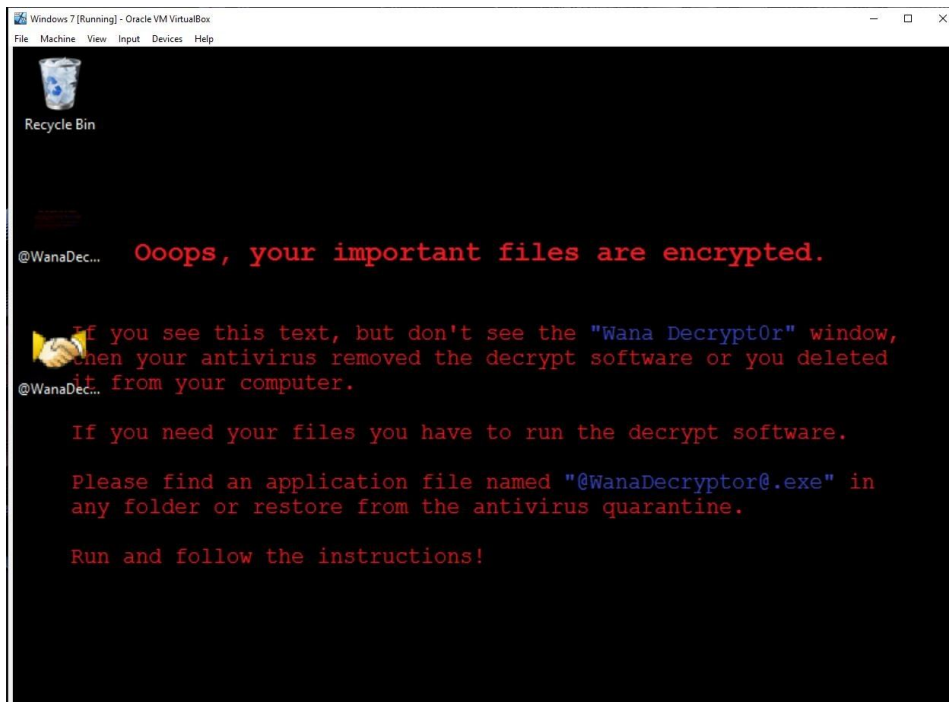 Windows 7 [Running] - Oracle VM VirtualBox
File Machine View Input Devices Help
Recycle Bin
@WanaDec...
Ooops, your important files are encrypted.
If you see this text, but don't see the "Wana Decrypt0r" window,
then your antivirus removed the decrypt software or you deleted
it from your computer.
@WanaDec...
If you need your files you have to run the decrypt software.
Please find an application file named "@WanaDecryptor@.exe" in
any folder or restore from the antivirus quarantine.
Run and follow the instructions!